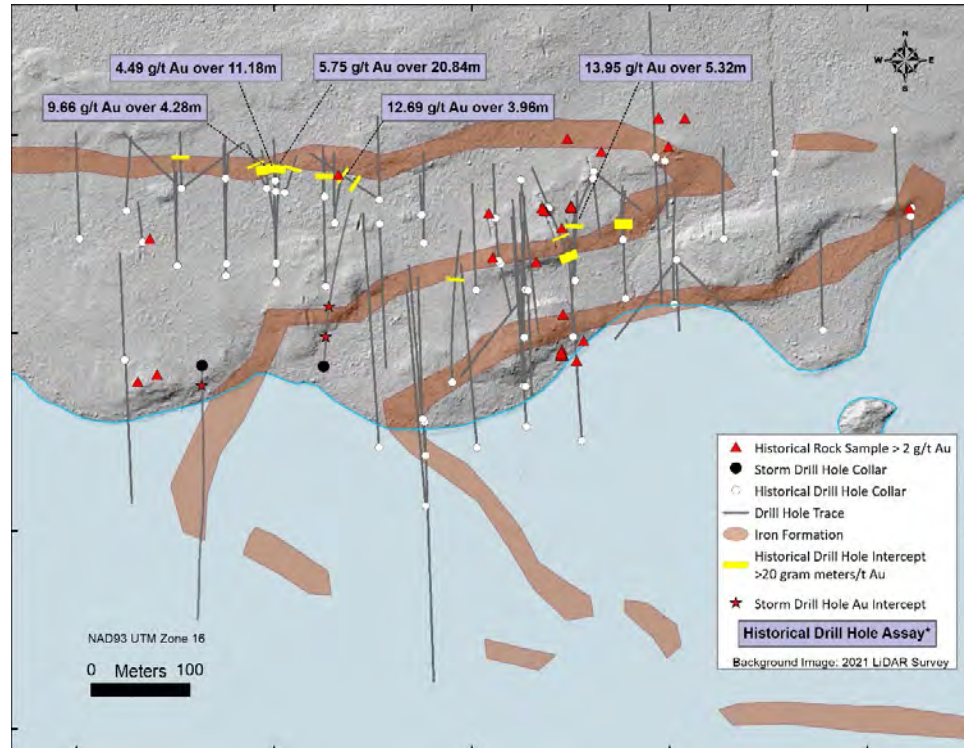 4.49 g/t Au over 11.18m
5.75 g/t Au over 20.84m
13.95 g/t Au over 5.32m
9.66 g/t Au over 4.28m
12.69 g/t Au over 3.96m
N
W E
S
Historical Rock Sample > 2 g/t Au
Storm Drill Hole Collar
Historical Drill Hole Collar
Drill Hole Trace
Iron Formation
Historical Drill Hole Intercept
>20 gram meters/t Au
Storm Drill Hole Au Intercept
Historical Drill Hole Assay*
Background Image: 2021 LiDAR Survey
NAD93 UTM Zone 16
0 Meters 100